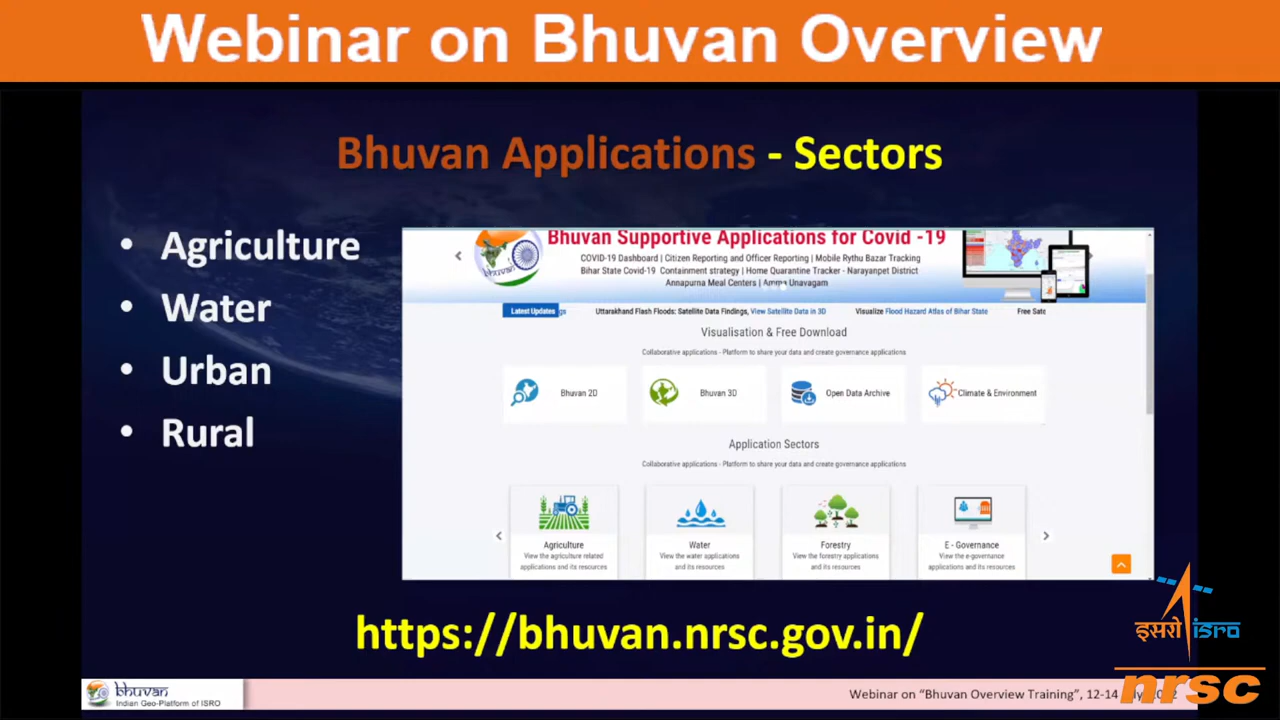 Webinar on Bhuvan Overview
Bhuvan Applications - Sectors
• Agriculture
• Water
• Urban
• Rural
bhuvan
Bhuvan Supportive Applications for Covid -19
COVID-19 Dashboard | Citizen Reporting and Officer Reporting | Mobile Rythu Bazar Tracking
Bihar State Covid-19 Containment strategy | Home Quarantine Tracker - Narayanpet District
Annapurna Meal Centers | Amma Unavagam
Latest Updates gs Uttarakhand Flash Floods: Satellite Data Findings, View Satellite Data in 3D Visualize Flood Hazard Atlas of Bihar State Free Sate
Visualisation & Free Download
Collaborative applications - Platform to share your data and create governance applications
Bhuvan 2D Bhuvan 3D Open Data Archive Climate & Environment
Application Sectors
Collaborative applications - Platform to share your data and create governance applications
Agriculture Water Forestry E - Governance
View the agriculture related View the water applications View the forestry applications View the e-governance
applications and its resources and its resources and its resources applications and its resources
https://bhuvan.nrsc.gov.in/
इसरो isro
nrsc
bhuvan
Indian Geo-Platform of ISRO
Webinar on “Bhuvan Overview Training”, 12-14